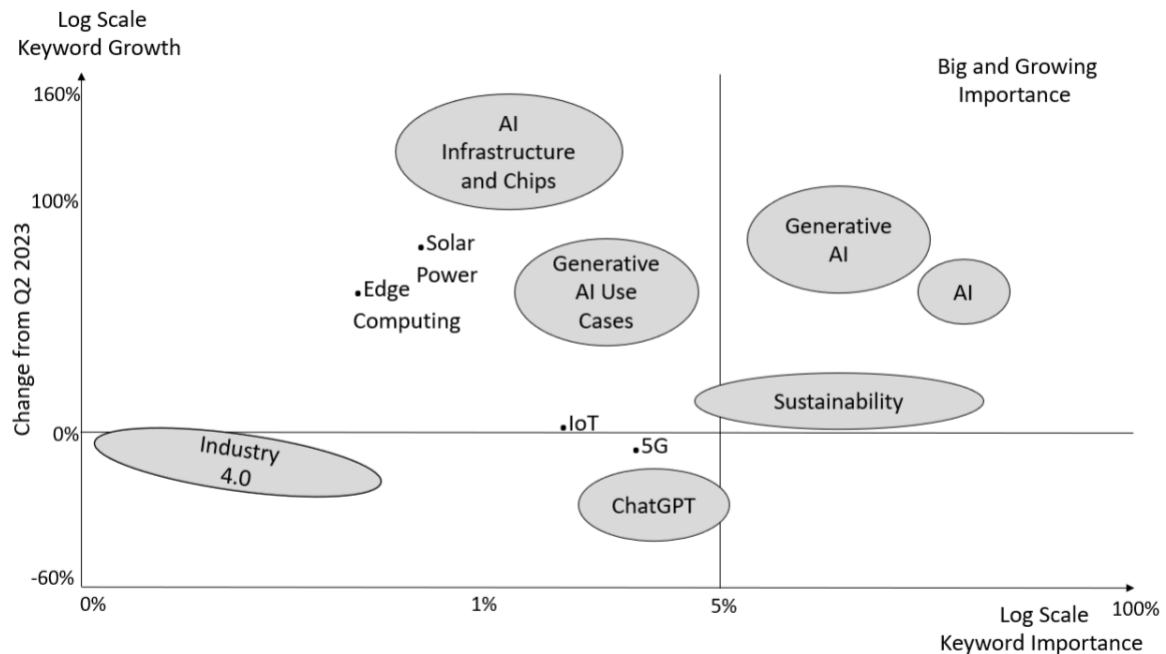 Log Scale
Keyword Growth
Big and Growing
Importance
160%
AI
Infrastructure
and Chips
100%
Generative
AI
.Solar
Power
Generative
AI Use
Cases
AI
.Edge
Computing
Change from Q2 2023
Sustainability
.IoT
0%
.5G
Industry
4.0
ChatGPT
-60%
0%
1%
5%
100%
Log Scale
Keyword Importance